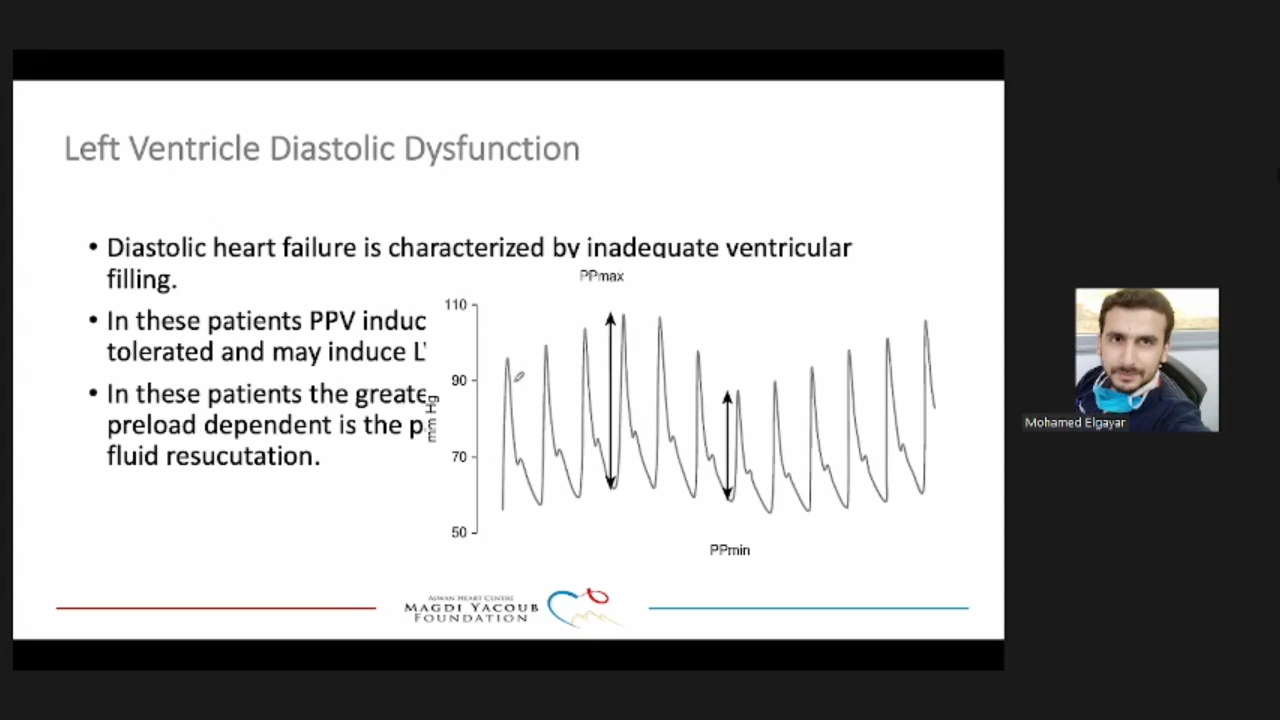 Left Ventricle Diastolic Dysfunction
• Diastolic heart failure is characterized by inadequate ventricular
filling.
• In these patients PPV induc
tolerated and may induce L
• In these patients the greate
preload dependent is the p
fluid resucutation.
PPmax
110
90
70
50
mm Hg
PPmin
ASWAN HEART CENTRE
MAGDI YACOUB
FOUNDATION
Mohamed Elgayar